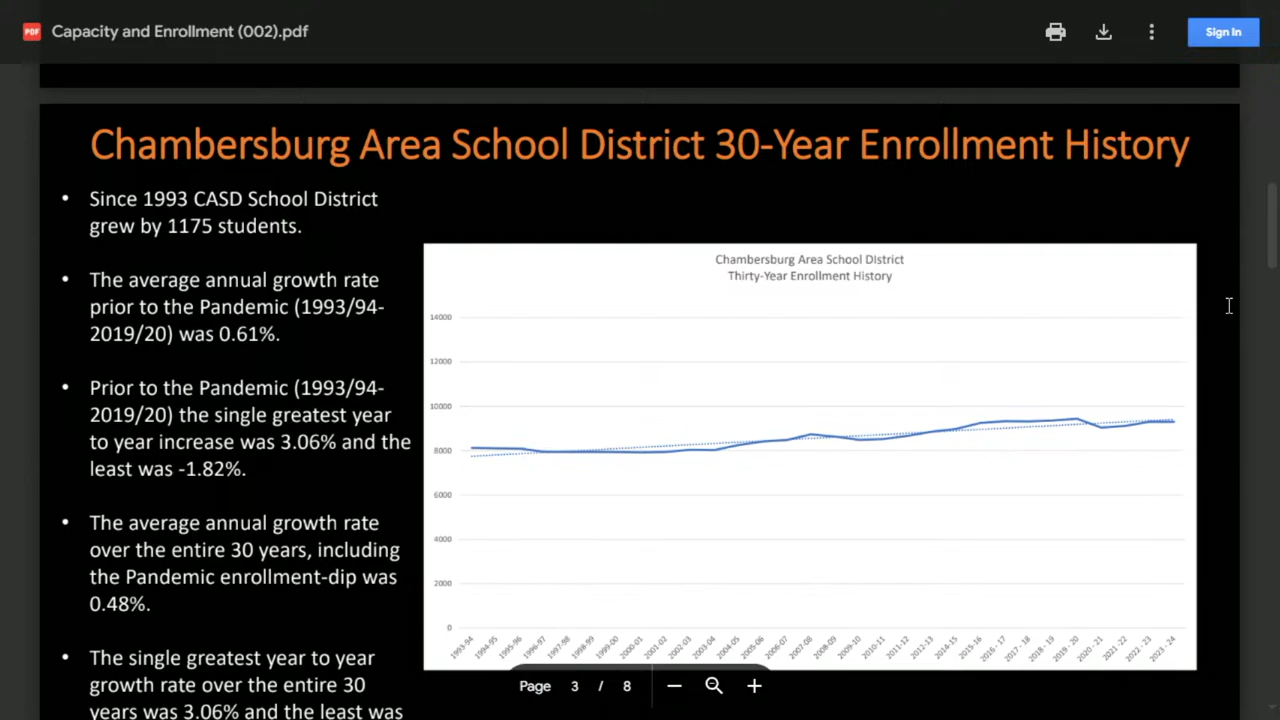 PDF
Capacity and Enrollment (002).pdf
Sign In
Chambersburg Area School District 30-Year Enrollment History
• Since 1993 CASD School District
grew by 1175 students.
• The average annual growth rate
prior to the Pandemic (1993/94-
2019/20) was 0.61%.
• Prior to the Pandemic (1993/94-
2019/20) the single greatest year
to year increase was 3.06% and the
least was -1.82%.
• The average annual growth rate
over the entire 30 years, including
the Pandemic enrollment-dip was
0.48%.
• The single greatest year to year
growth rate over the entire 30
years was 3.06% and the least was
Chambersburg Area School District
Thirty-Year Enrollment History
14000
12000
10000
8000
6000
4000
2000
0
1993-94
1994-95
1995-96
1996-97
1997-98
1998-99
1999-00
2000-01
2001-02
2002-03
2003-04
2004-05
2005-06
2006-07
2007-08
2008-09
2009-10
2010-11
2011-12
2012-13
2014-15
2015-16
2016 - 17
2017 - 18
2018 - 19
2019 - 20
2020 - 21
2021 - 22
2022 - 23
2023 - 24
Page 3 / 8